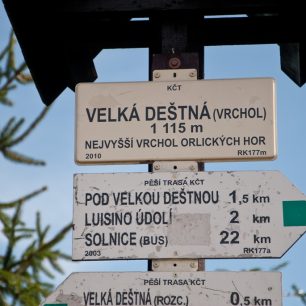 KČT
VELKÁ DEŠTNÁ (VRCHOL)
1 115 m
NEJVYŠŠÍ VRCHOL ORLICKÝCH HOR
2010 RK177m
PĚŠÍ TRASA KČT
POD VELKOU DEŠTNOU 1,5 km
LUISINO ÚDOLÍ 2 km
SOLNICE (BUS) 22 km
2003 RK177a
PĚŠÍ TRASA KČT
VELKÁ DEŠTNÁ (ROZC.) 0,5 km